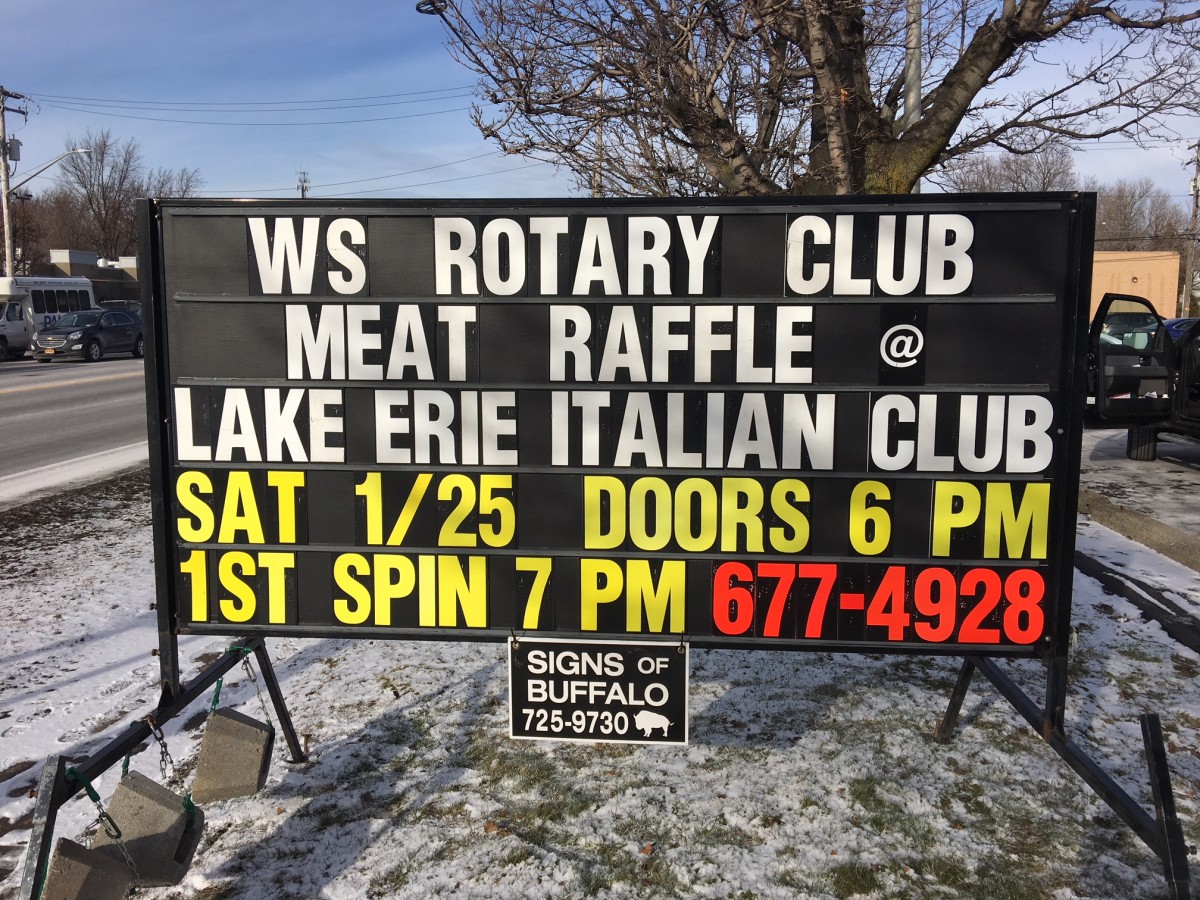 WS ROTARY CLUB
MEAT RAFFLE @
LAKE ERIE ITALIAN CLUB
SAT 1/25 DOORS 6 PM
1ST SPIN 7 PM 677-4928
SIGNS OF
BUFFALO
725-9730